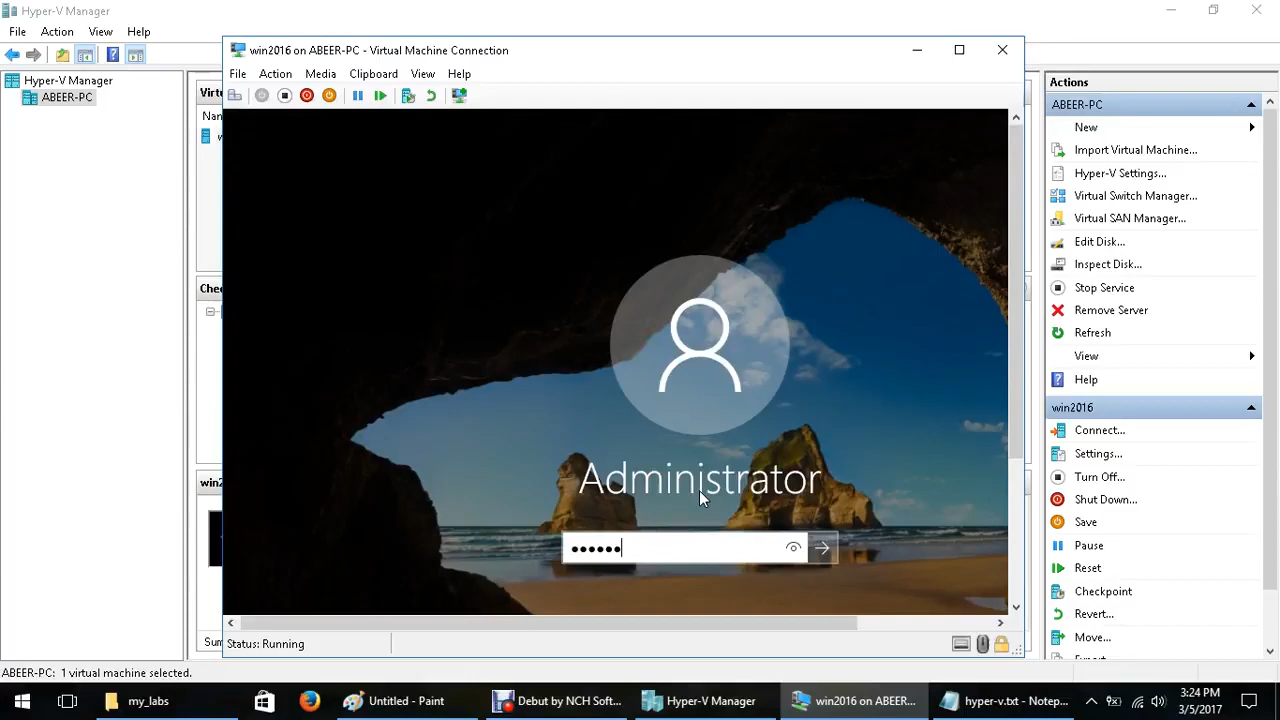 Hyper-V Manager
File Action View Help
Hyper-V Manager
ABEER-PC
win2016 on ABEER-PC - Virtual Machine Connection
File Action Media Clipboard View Help
Administrator
Status: Running
Actions
ABEER-PC
New
Import Virtual Machine...
Hyper-V Settings...
Virtual Switch Manager...
Virtual SAN Manager...
Edit Disk...
Inspect Disk...
Stop Service
Remove Server
Refresh
View
Help
win2016
Connect...
Settings...
Turn Off...
Shut Down...
Save
Pause
Reset
Checkpoint
Revert...
Move...
ABEER-PC: 1 virtual machine selected.
my_labs
Untitled - Paint
Debut by NCH Soft...
Hyper-V Manager
win2016 on ABEER...
hyper-v.txt - Notep...
3:24 PM
3/5/2017